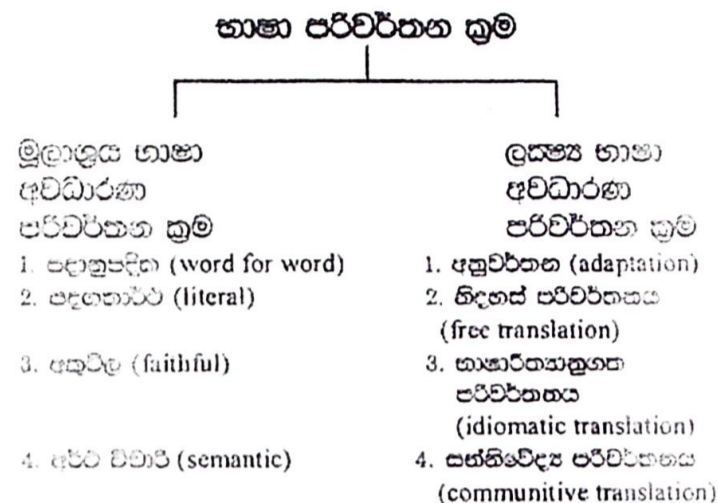 භාෂා පරිවර්තන ක්‍රම
මූලාශ්‍රය භාෂා
අවධාරණ
පරිවර්තන ක්‍රම
1. පදානුපදික (word for word)
2. පදගතාර්ථ (literal)
3. අකුටිල (faithful)
4. අර්ථ විචාරී (semantic)
ලක්‍ෂ්‍ය භාෂා
අවධාරණ
පරිවර්තන ක්‍රම
1. අනුවර්තන (adaptation)
2. නිදහස් පරිවර්තනය
(free translation)
3. භාෂාරීත්‍යානුගත
පරිවර්තනය
(idiomatic translation)
4. සන්නිවේද්‍ය පරිවර්තනය
(communitive translation)